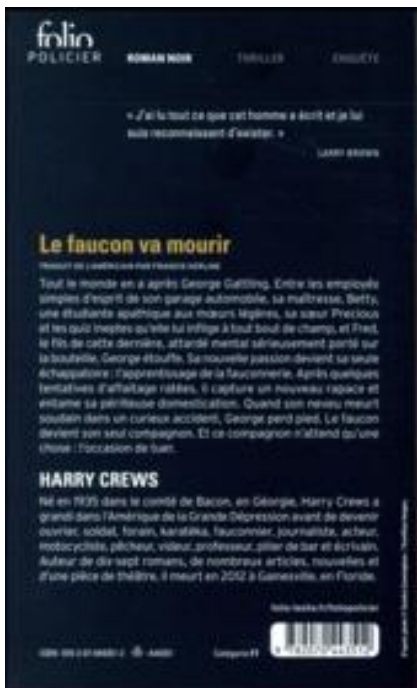 folio
POLICIER
ROMAN NOIR THRILLER ENQUÊTE
« J'ai lu tout ce que cet homme a écrit et je lui
suis reconnaissant d'exister. »
LARRY BROWN
Le faucon va mourir
TRADUIT DE L'AMÉRICAIN PAR FRANCIS KERLINE
Tout le monde en a après George Gattling. Entre les employés
simples d'esprit de son garage automobile, sa maîtresse, Betty,
une étudiante apathique aux mœurs légères, sa sœur Precious
et les quiz ineptes qu'elle lui inflige à tout bout de champ, et Fred,
le fils de cette dernière, attardé mental sérieusement porté sur
la bouteille, George étouffe. Sa nouvelle passion devient sa seule
échappatoire : l'apprentissage de la fauconnerie. Après quelques
tentatives d'affaitage ratées, il capture un nouveau rapace et
entame sa périlleuse domestication. Quand son neveu meurt
soudain dans un curieux accident, George perd pied. Le faucon
devient son seul compagnon. Et ce compagnon n'attend qu'une
chose : l'occasion de tuer.
HARRY CREWS
Né en 1935 dans le comté de Bacon, en Géorgie, Harry Crews a
grandi dans l'Amérique de la Grande Dépression avant de devenir
ouvrier, soldat, forain, karatéka, fauconnier, journaliste, acteur,
motocycliste, pêcheur, videur, professeur, pilier de bar et écrivain.
Auteur de dix-sept romans, de nombreux articles, nouvelles et
d'une pièce de théâtre, il meurt en 2012 à Gainesville, en Floride.
folio-lesite.fr/foliopolicier